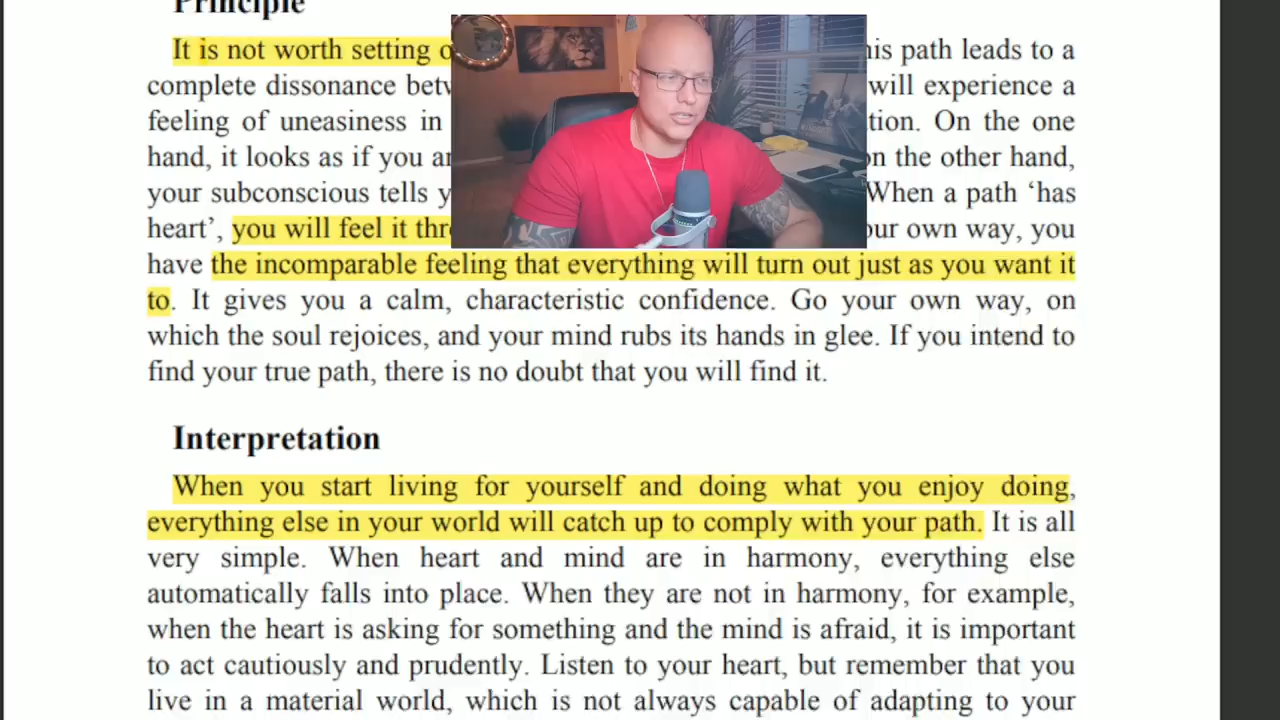 Principle
It is not worth setting his path leads to a
complete dissonance will experience a
feeling of uneasiness in tion. On the one
hand, it looks as if you on the other hand,
your subconscious tells When a path ‘has
heart’, you will feel it our own way, you
have the incomparable feeling that everything will turn out just as you want it
to. It gives you a calm, characteristic confidence. Go your own way, on
which the soul rejoices, and your mind rubs its hands in glee. If you intend to
find your true path, there is no doubt that you will find it.
Interpretation
When you start living for yourself and doing what you enjoy doing,
everything else in your world will catch up to comply with your path. It is all
very simple. When heart and mind are in harmony, everything else
automatically falls into place. When they are not in harmony, for example,
when the heart is asking for something and the mind is afraid, it is important
to act cautiously and prudently. Listen to your heart, but remember that you
live in a material world, which is not always capable of adapting to your